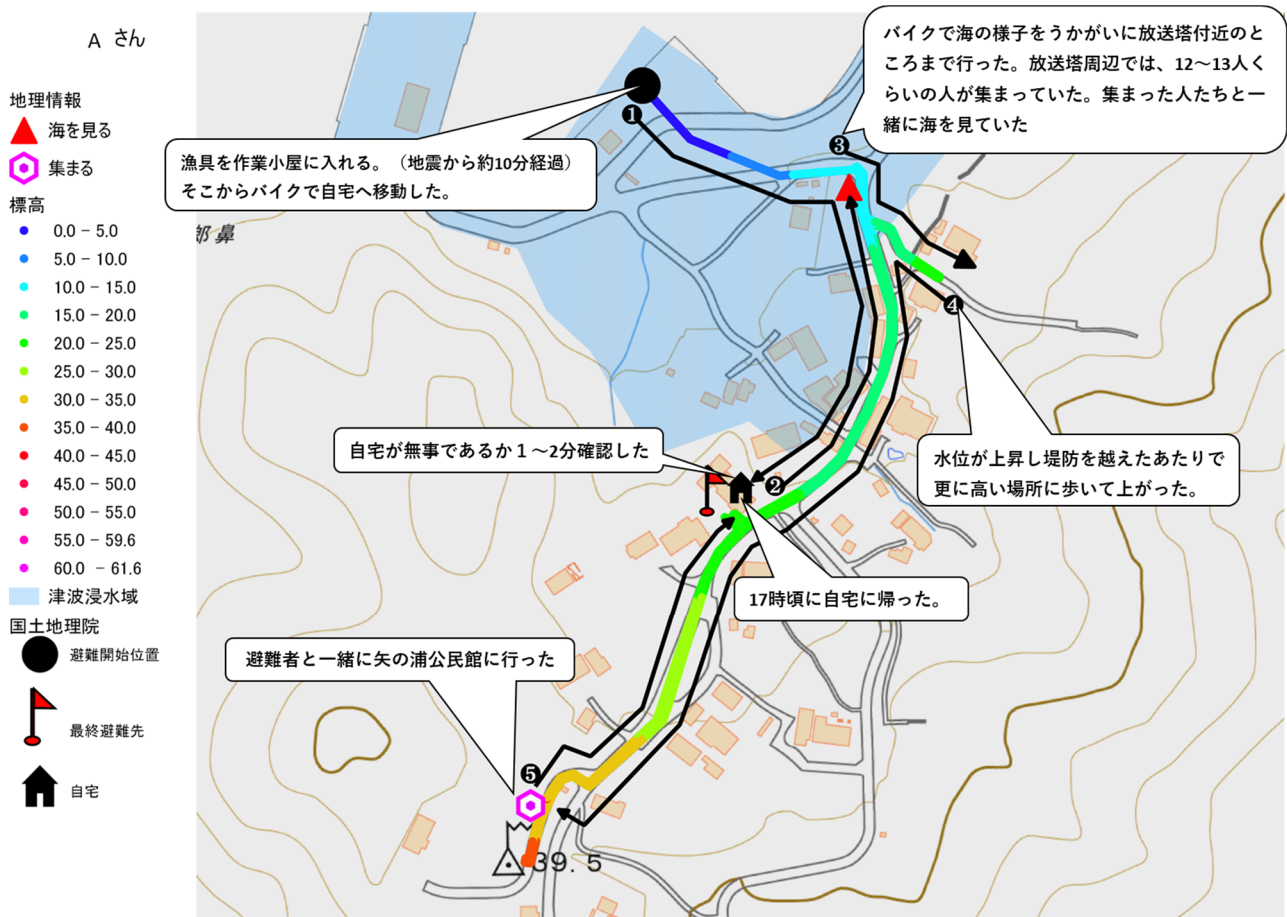 A さん
地理情報
海を見る
集まる
標高
0.0 – 5.0
5.0 – 10.0
10.0 – 15.0
15.0 – 20.0
20.0 – 25.0
25.0 – 30.0
30.0 – 35.0
35.0 – 40.0
40.0 – 45.0
45.0 – 50.0
50.0 – 55.0
55.0 – 59.6
60.0 – 61.6
津波浸水域
国土地理院
避難開始位置
最終避難先
自宅
バイクで海の様子をうかがいに放送塔付近のと
ころまで行った。放送塔周辺では、12～13人く
らいの人が集まっていた。集まった人たちと一
緒に海を見ていた
❶
❸
漁具を作業小屋に入れる。（地震から約10分経過）
そこからバイクで自宅へ移動した。
郎鼻
❹
自宅が無事であるか１～2分確認した
水位が上昇し堤防を越えたあたりで
更に高い場所に歩いて上がった。
❷
17時頃に自宅に帰った。
避難者と一緒に矢の浦公民館に行った
❺
39.5